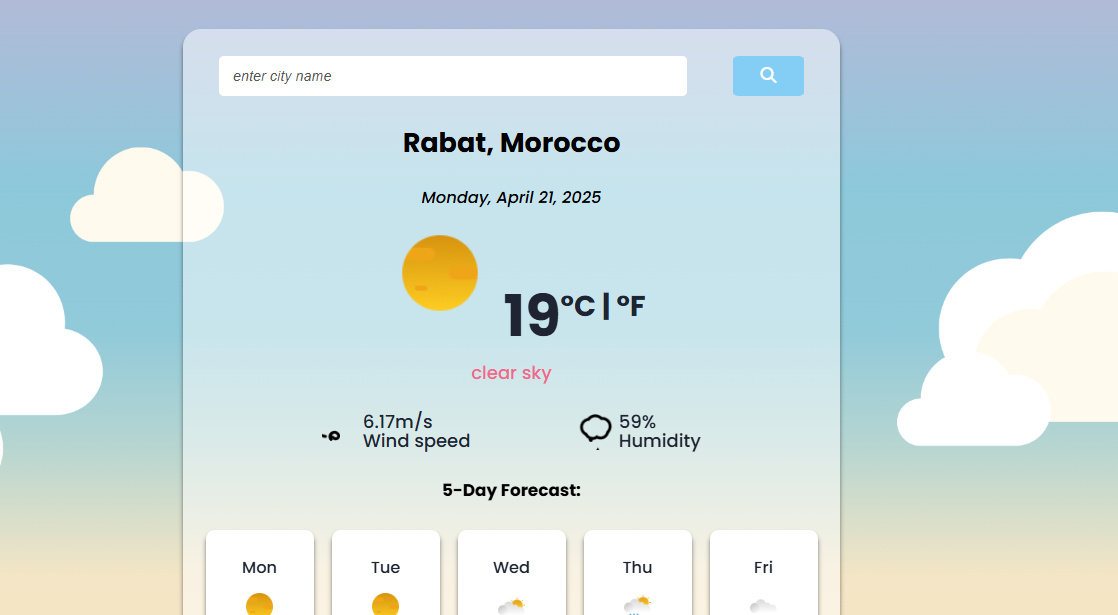 enter city name
Rabat, Morocco
Monday, April 21, 2025
19°C | °F
clear sky
6.17m/s
Wind speed
59%
Humidity
5-Day Forecast:
Mon Tue Wed Thu Fri